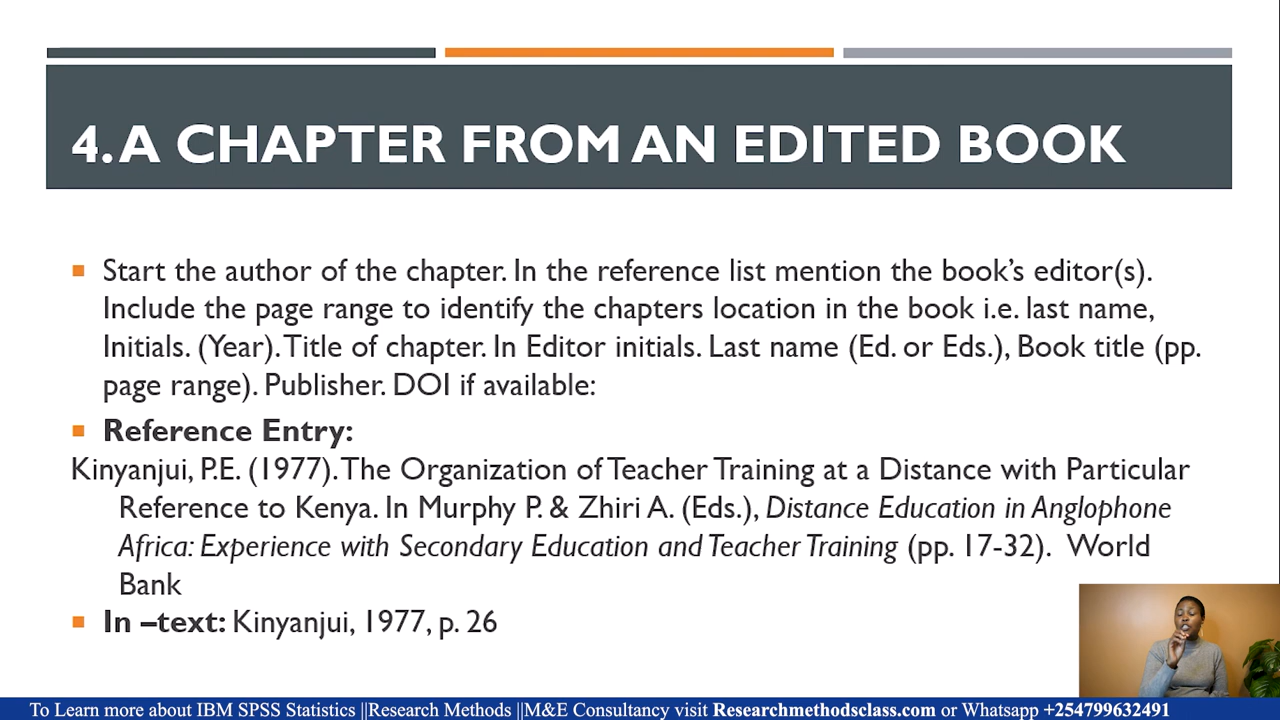 4. A CHAPTER FROM AN EDITED BOOK
Start the author of the chapter. In the reference list mention the book's editor(s).
Include the page range to identify the chapters location in the book i.e. last name,
Initials. (Year). Title of chapter. In Editor initials. Last name (Ed. or Eds.), Book title (pp.
page range). Publisher. DOI if available:
Reference Entry:
Kinyanjui, P.E. (1977). The Organization of Teacher Training at a Distance with Particular
Reference to Kenya. In Murphy P. & Zhiri A. (Eds.), Distance Education in Anglophone
Africa: Experience with Secondary Education and Teacher Training (pp. 17-32). World
Bank
In –text: Kinyanjui, 1977, p. 26
To Learn more about IBM SPSS Statistics ||Research Methods ||M&E Consultancy visit Researchmethodsclass.com or Whatsapp +254799632491